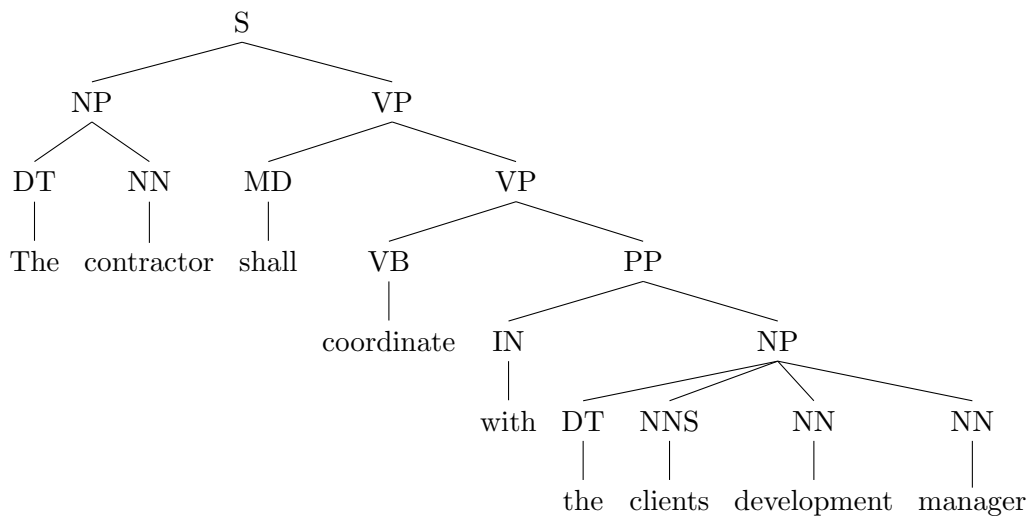 S
NP VP
DT NN MD VP
The contractor shall VB PP
coordinate IN NP
with DT NNS NN NN
the clients development manager